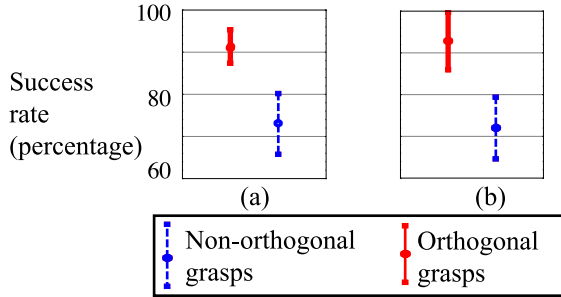 100
Success
rate
(percentage)
80
60
(a)
(b)
Non-orthogonal
grasps
Orthogonal
grasps